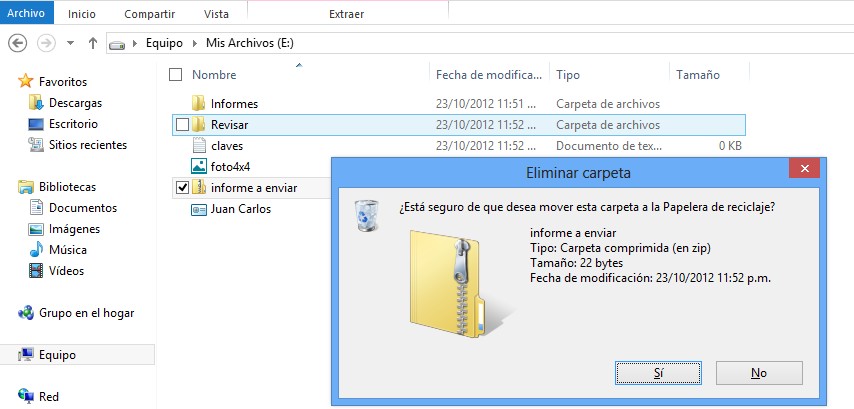 Archivo Inicio Compartir Vista Extraer
Equipo Mis Archivos (E:)
Nombre Fecha de modifica... Tipo Tamaño
Favoritos
Descargas
Escritorio
Sitios recientes
Bibliotecas
Documentos
Imágenes
Música
Vídeos
Grupo en el hogar
Equipo
Red
Informes 23/10/2012 11:51 ... Carpeta de archivos
Revisar 23/10/2012 11:52 ... Carpeta de archivos
claves 23/10/2012 11:52 ... Documento de tex... 0 KB
foto4x4
informe a enviar
Juan Carlos
Eliminar carpeta
¿Está seguro de que desea mover esta carpeta a la Papelera de reciclaje?
informe a enviar
Tipo: Carpeta comprimida (en zip)
Tamaño: 22 bytes
Fecha de modificación: 23/10/2012 11:52 p.m.
Sí No